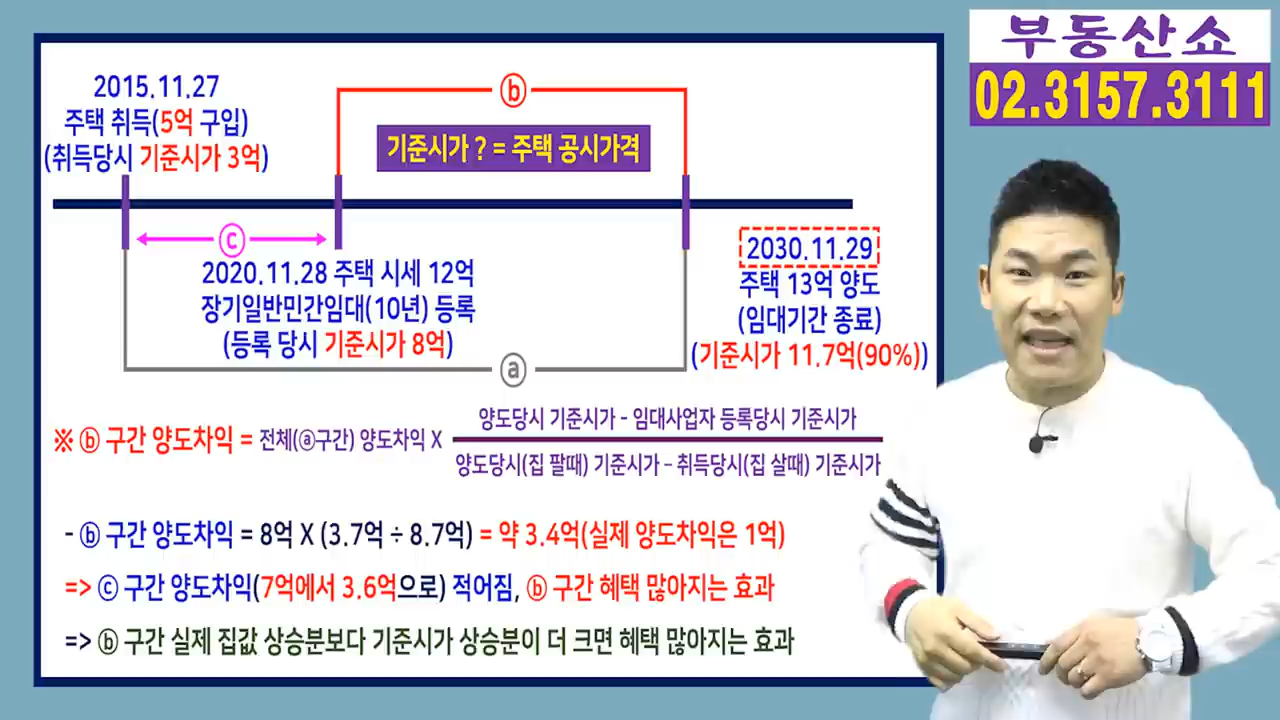 부동산쇼
02.3157.3111
2015.11.27
주택 취득(5억 구입)
(취득당시 기준시가 3억)
ⓑ
기준시가 ? = 주택 공시가격
ⓒ
2020.11.28 주택 시세 12억
장기일반민간임대(10년) 등록
(등록 당시 기준시가 8억)
2030.11.29
주택 13억 양도
(임대기간 종료)
(기준시가 11.7억(90%))
ⓐ
※ ⓑ 구간 양도차익 = 전체(ⓐ구간) 양도차익 X
양도당시 기준시가 - 임대사업자 등록당시 기준시가
양도당시(집 팔때) 기준시가 - 취득당시(집 살때) 기준시가
- ⓑ 구간 양도차익 = 8억 X (3.7억 ÷ 8.7억) = 약 3.4억(실제 양도차익은 1억)
=> ⓒ 구간 양도차익(7억에서 3.6억으로) 적어짐, ⓑ 구간 혜택 많아지는 효과
=> ⓑ 구간 실제 집값 상승분보다 기준시가 상승분이 더 크면 혜택 많아지는 효과